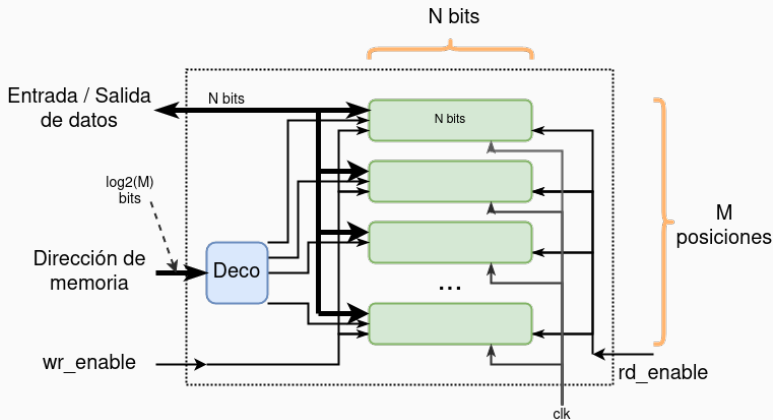 N bits
Entrada / Salida
de datos
N bits
N bits
log2(M)
bits
M
posiciones
Dirección de
memoria
Deco
...
wr_enable
rd_enable
clk